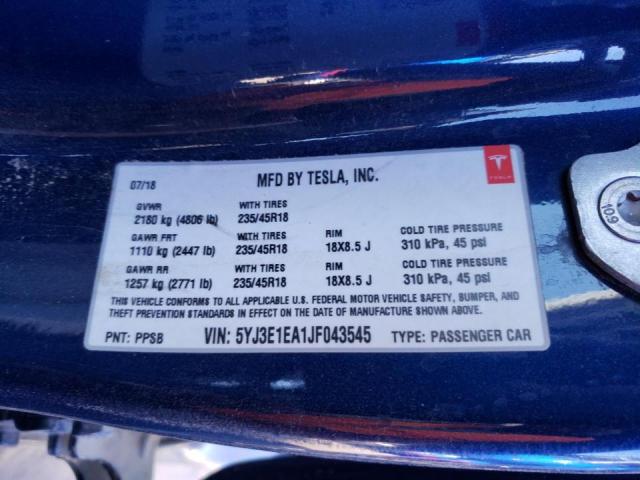 07/18 MFD BY TESLA, INC. TESLA
GVWR WITH TIRES
2180 kg (4806 lb) 235/45R18
GAWR FRT WITH TIRES RIM COLD TIRE PRESSURE
1110 kg (2447 lb) 235/45R18 18X8.5 J 310 kPa, 45 psi
GAWR RR WITH TIRES RIM COLD TIRE PRESSURE
1257 kg (2771 lb) 235/45R18 18X8.5 J 310 kPa, 45 psi
THIS VEHICLE CONFORMS TO ALL APPLICABLE U.S. FEDERAL MOTOR VEHICLE SAFETY, BUMPER, AND
THEFT PREVENTION STANDARDS IN EFFECT ON THE DATE OF MANUFACTURE SHOWN ABOVE.
PNT: PPSB VIN: 5YJ3E1EA1JF043545 TYPE: PASSENGER CAR
10.9